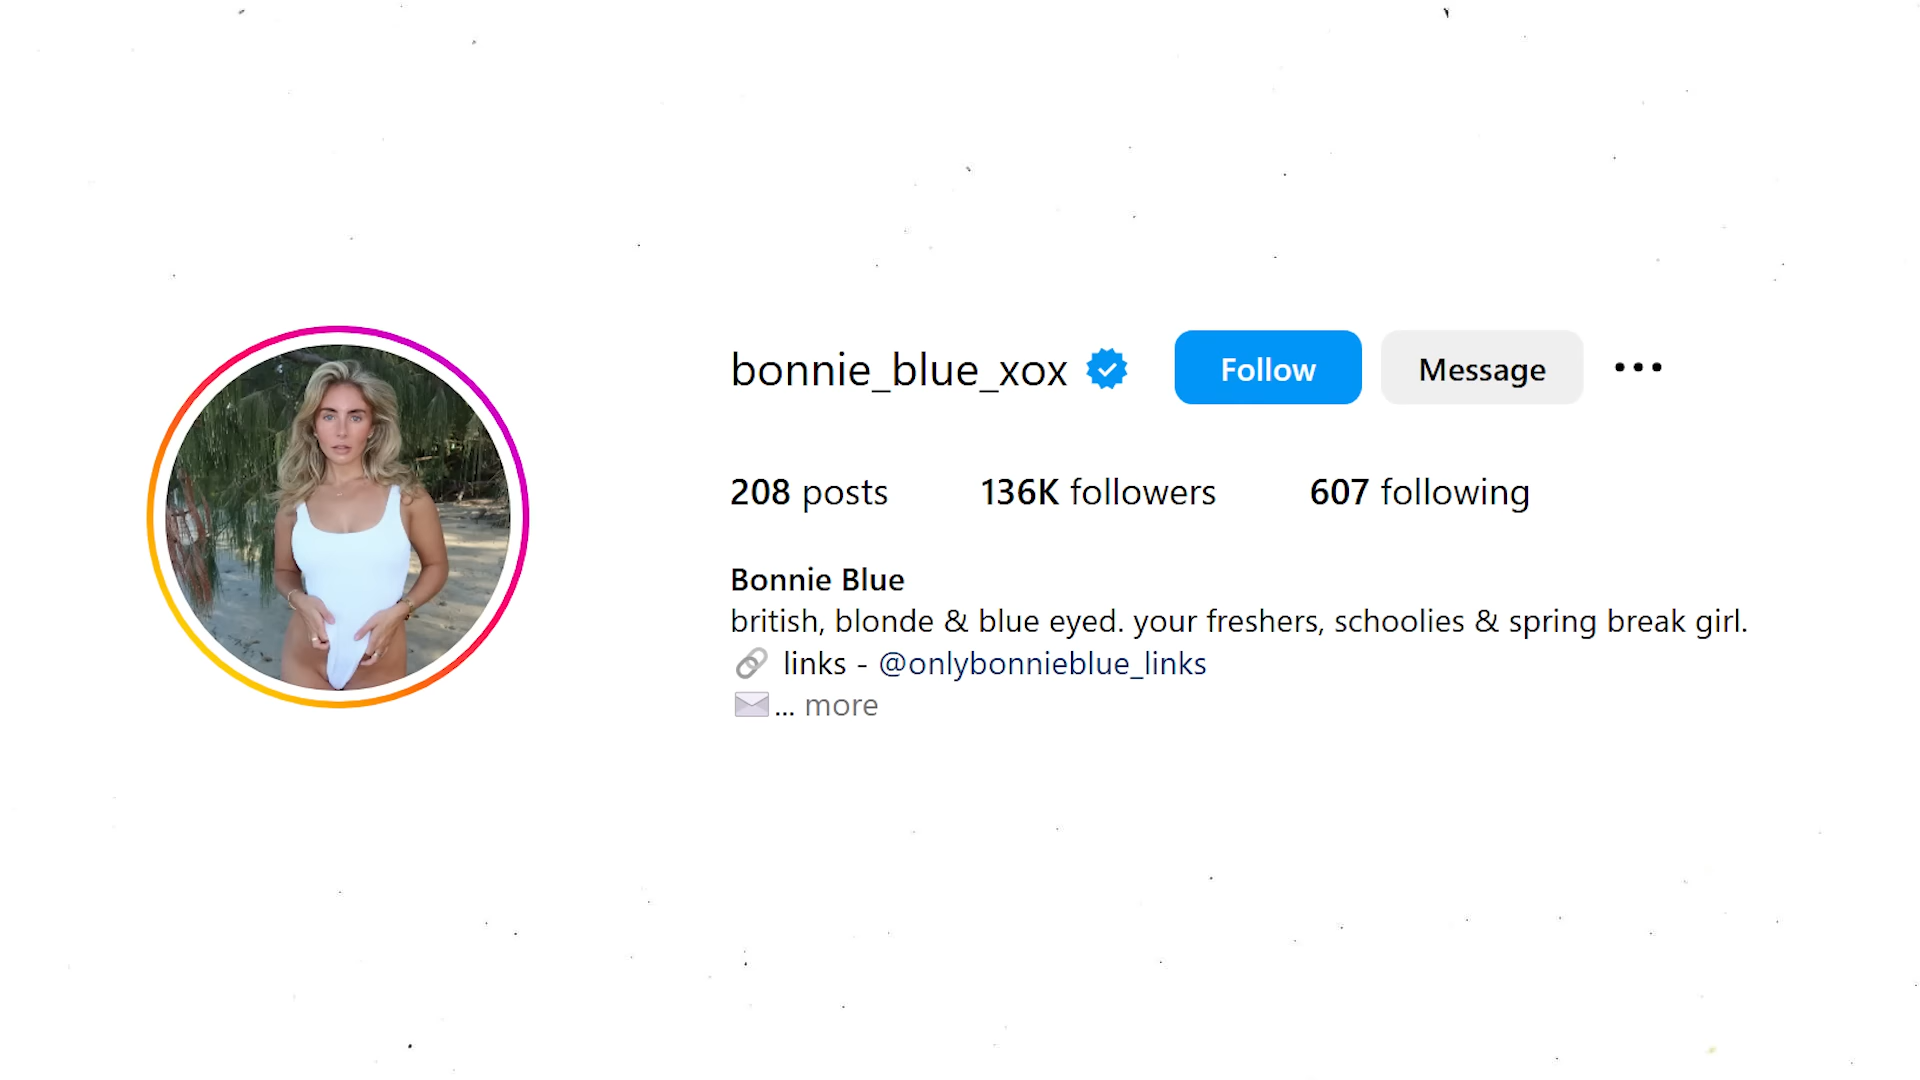 bonnie_blue_xox Follow Message
208 posts 136K followers 607 following
Bonnie Blue
british, blonde & blue eyed. your freshers, schoolies & spring break girl.
links - @onlybonnieblue_links
... more